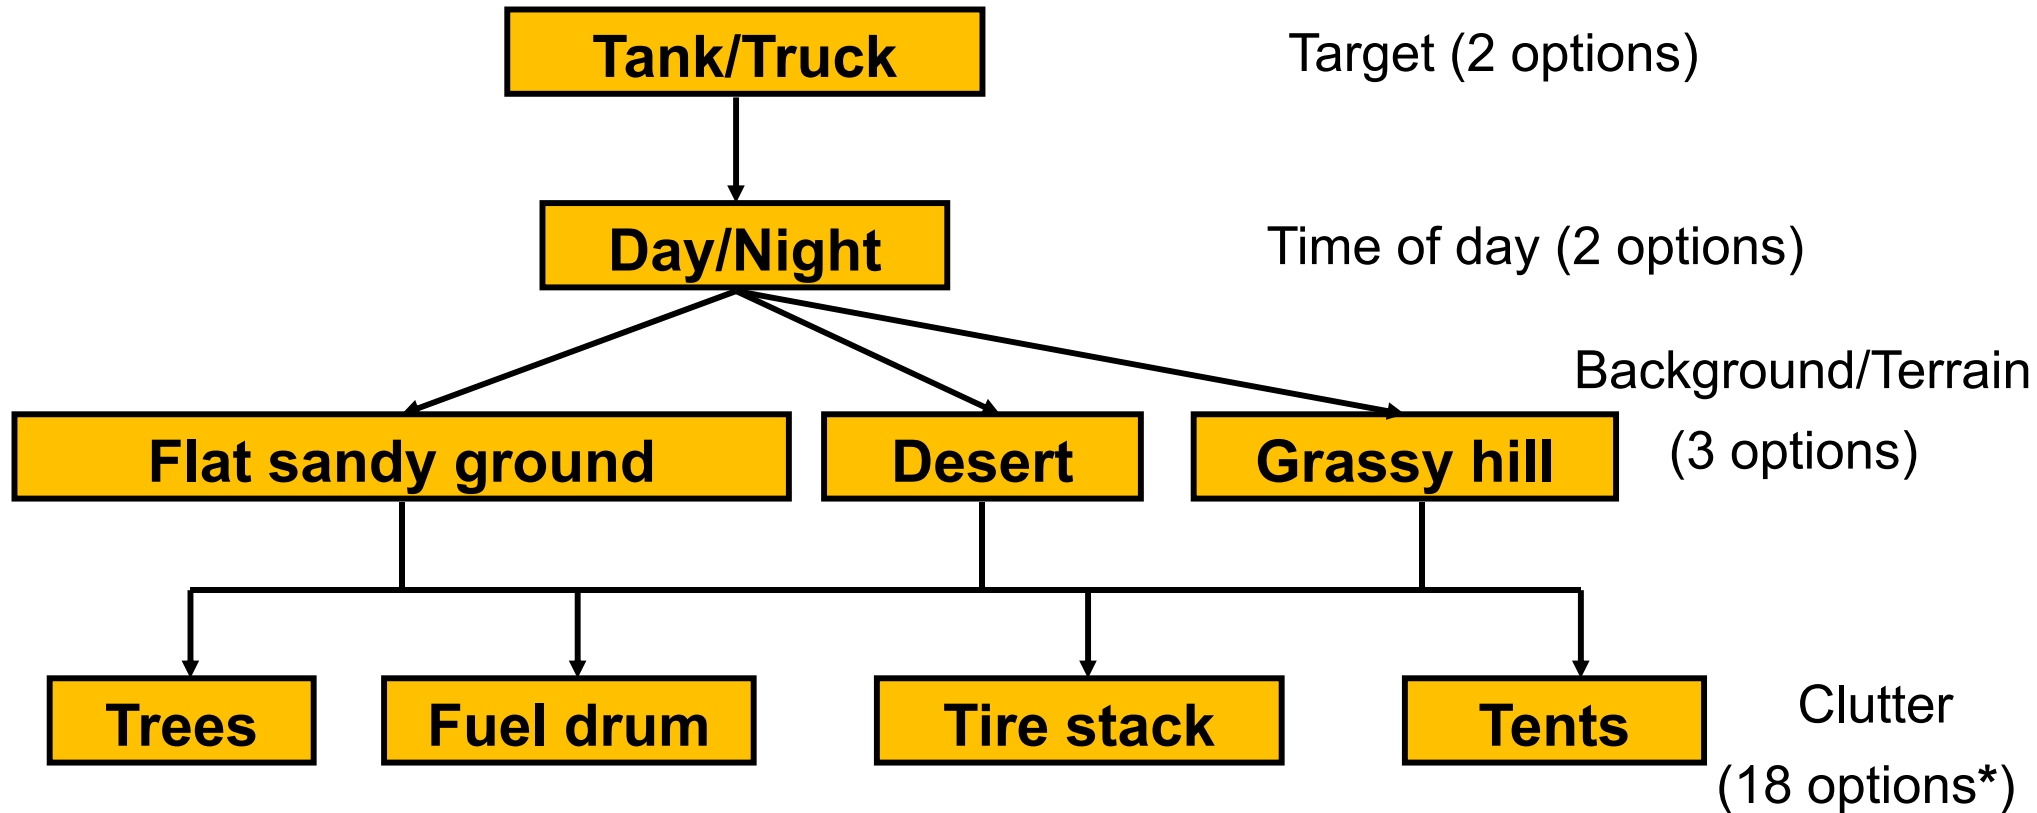 Tank/Truck
Target (2 options)
Day/Night
Time of day (2 options)
Background/Terrain
(3 options)
Flat sandy ground
Desert
Grassy hill
Trees
Fuel drum
Tire stack
Tents
Clutter
(18 options*)